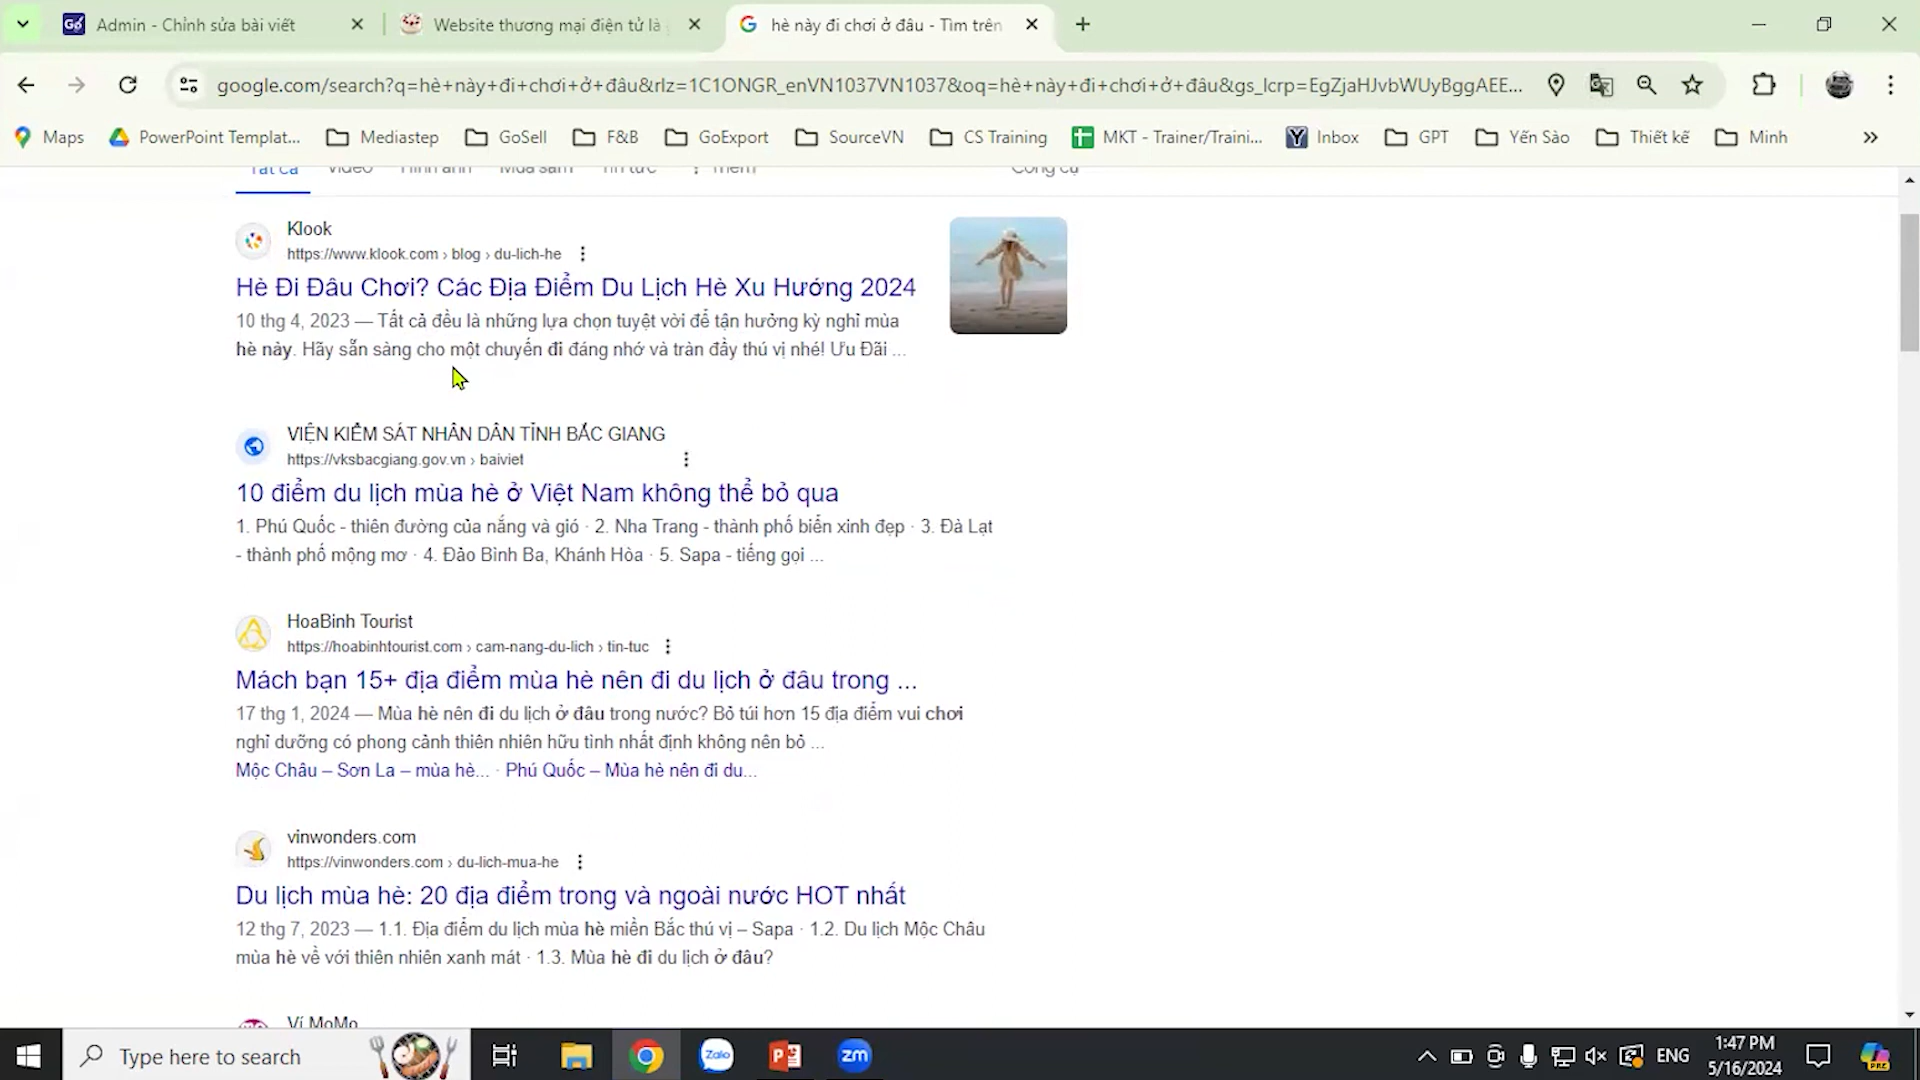 Admin - Chỉnh sửa bài viết
Website thương mại điện tử là
hè này đi chơi ở đâu - Tìm trên
google.com/search?q=hè+này+đi+chơi+ở+đâu&rlz=1C1ONGR_enVN1037VN1037&oq=hè+này+đi+chơi+ở+đâu&gs_lcrp=EgZjaHJvbWUyBggAEE...
Maps
PowerPoint Templat...
Mediastep
GoSell
F&B
GoExport
SourceVN
CS Training
MKT - Trainer/Traini...
Inbox
GPT
Yến Sào
Thiết kế
Minh
Tất cả
Video
Hình ảnh
Mua sắm
Tin tức
Thêm
Công cụ
Klook
https://www.klook.com › blog › du-lich-he
Hè Đi Đâu Chơi? Các Địa Điểm Du Lịch Hè Xu Hướng 2024
10 thg 4, 2023 — Tất cả đều là những lựa chọn tuyệt vời để tận hưởng kỳ nghỉ mùa
hè này. Hãy sẵn sàng cho một chuyến đi đáng nhớ và tràn đầy thú vị nhé! Ưu Đãi ...
VIỆN KIỂM SÁT NHÂN DÂN TỈNH BẮC GIANG
https://vksbacgiang.gov.vn › baiviet
10 điểm du lịch mùa hè ở Việt Nam không thể bỏ qua
1. Phú Quốc - thiên đường của nắng và gió · 2. Nha Trang - thành phố biển xinh đẹp · 3. Đà Lạt
- thành phố mộng mơ · 4. Đảo Bình Ba, Khánh Hòa · 5. Sapa - tiếng gọi ...
HoaBinh Tourist
https://hoabinhtourist.com › cam-nang-du-lich › tin-tuc
Mách bạn 15+ địa điểm mùa hè nên đi du lịch ở đâu trong ...
17 thg 1, 2024 — Mùa hè nên đi du lịch ở đâu trong nước? Bỏ túi hơn 15 địa điểm vui chơi
nghỉ dưỡng có phong cảnh thiên nhiên hữu tình nhất định không nên bỏ ...
Mộc Châu – Sơn La – mùa hè... · Phú Quốc – Mùa hè nên đi du...
vinwonders.com
https://vinwonders.com › du-lich-mua-he
Du lịch mùa hè: 20 địa điểm trong và ngoài nước HOT nhất
12 thg 7, 2023 — 1.1. Địa điểm du lịch mùa hè miền Bắc thú vị – Sapa · 1.2. Du lịch Mộc Châu
mùa hè về với thiên nhiên xanh mát · 1.3. Mùa hè đi du lịch ở đâu?
Ví MoMo
Type here to search
Zalo
zm
ENG
1:47 PM
5/16/2024
PRE